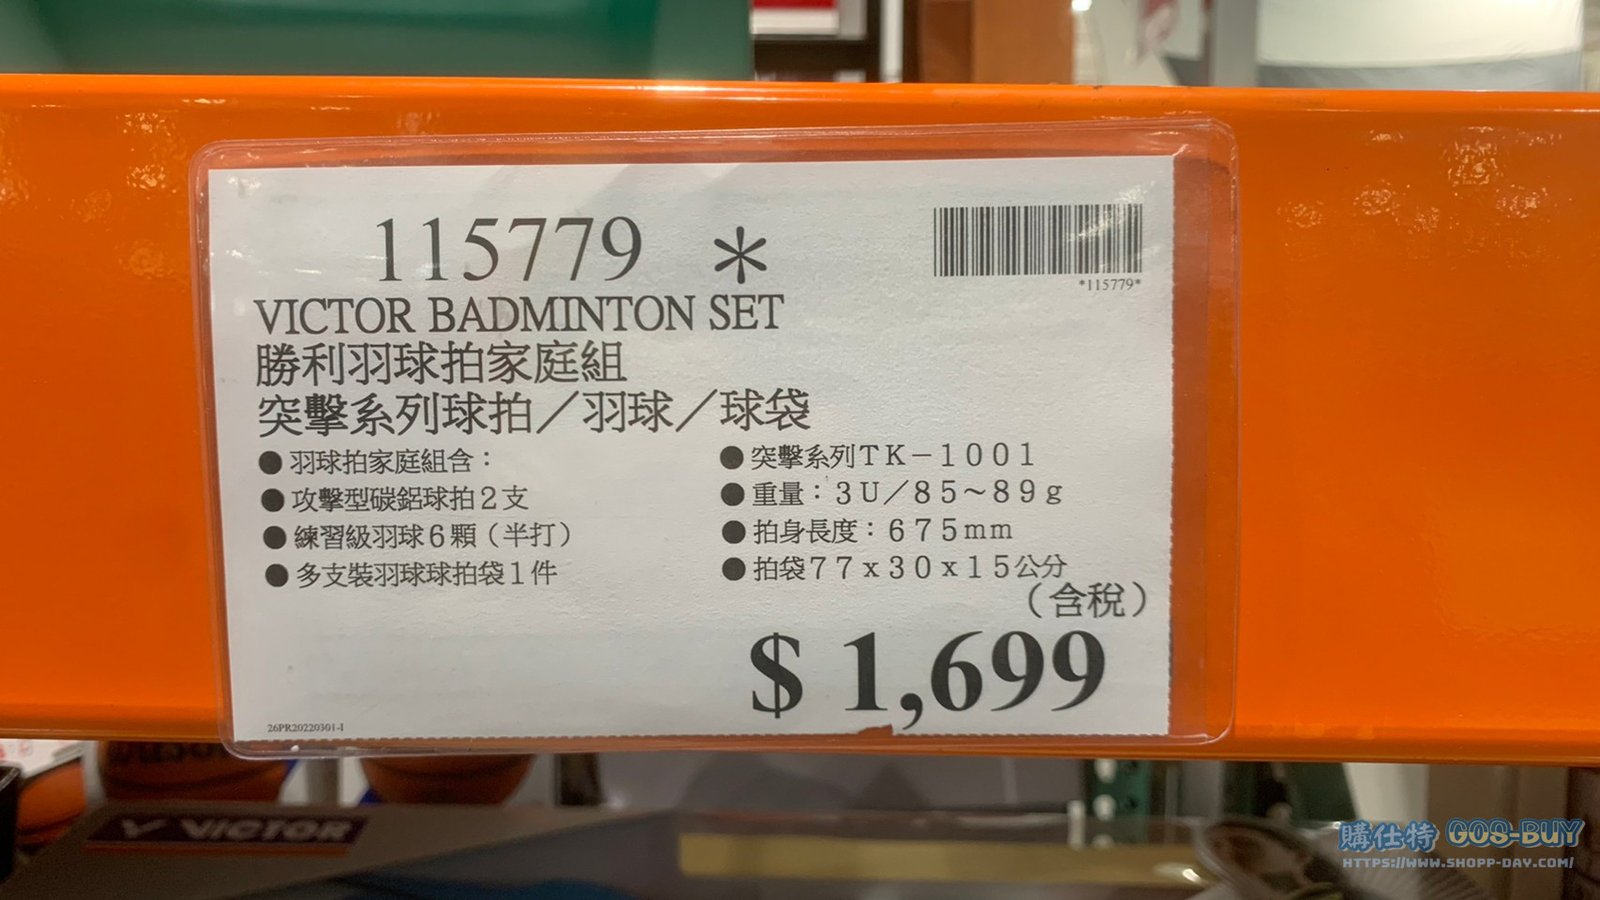 115779 *
*115779*
VICTOR BADMINTON SET
勝利羽球拍家庭組
突擊系列球拍／羽球／球袋
●羽球拍家庭組含：
●攻擊型碳鋁球拍2支
●練習級羽球6顆（半打）
●多支裝羽球球拍袋1件
●突擊系列TK－1001
●重量：3U／85~89g
●拍身長度：675mm
●拍袋77x30x15公分
（含稅）
$ 1,699
26PR20220301-1
VICTOR
購仕特 GOS-BUY
HTTPS://WWW.SHOPP-DAY.COM/